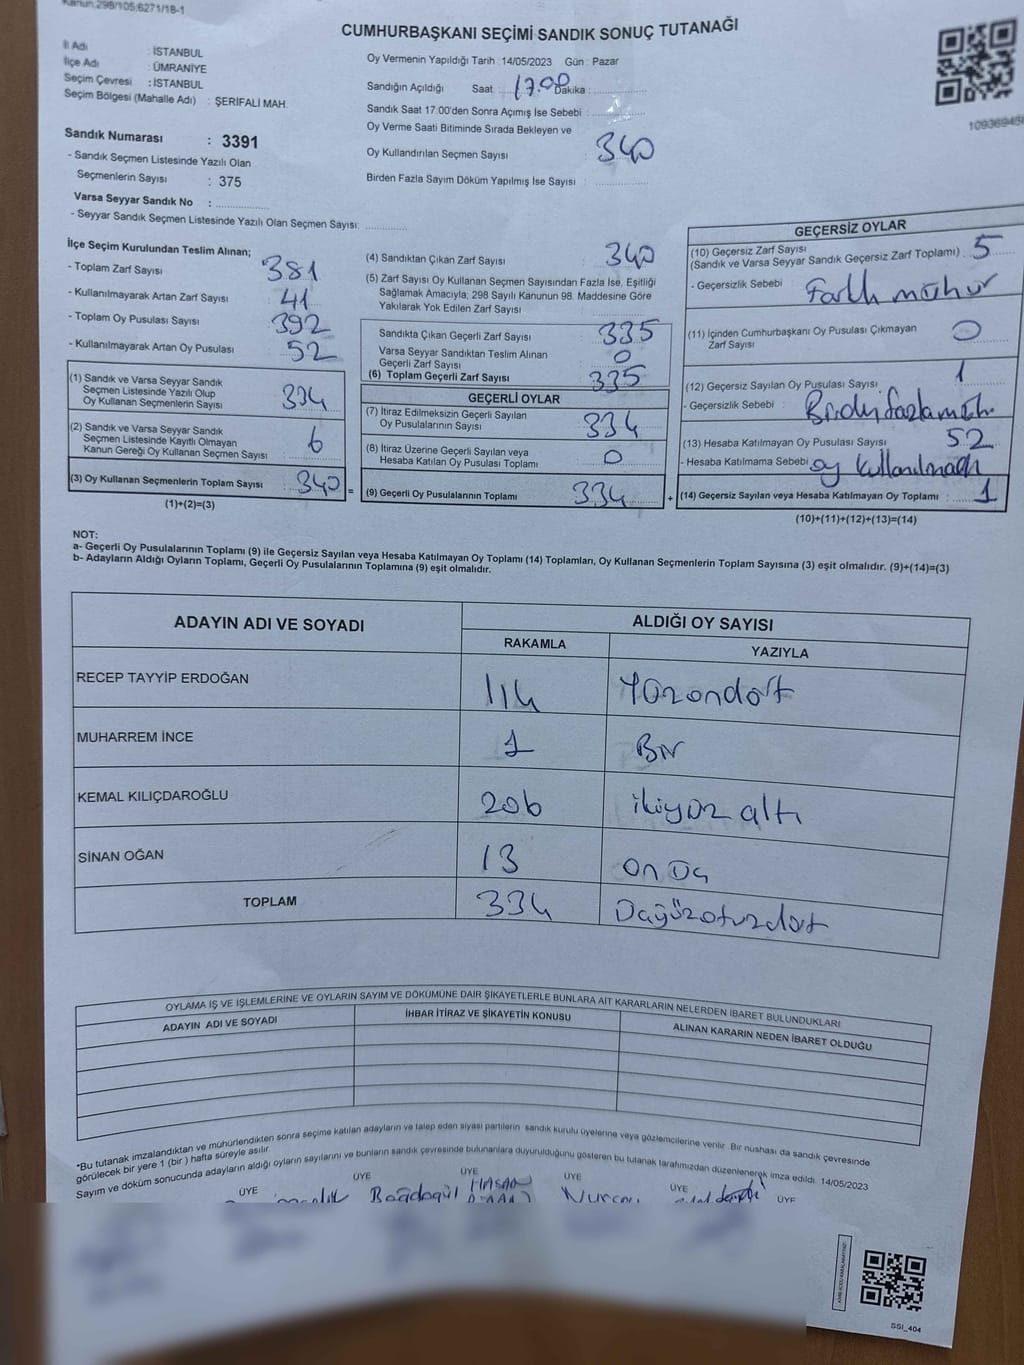 Kanun:298/105;6271/18-1
CUMHURBAŞKANI SEÇİMİ SANDIK SONUÇ TUTANAĞI
İl Adı : İSTANBUL
İlçe Adı : ÜMRANİYE
Seçim Çevresi : İSTANBUL
Seçim Bölgesi (Mahalle Adı) : ŞERİFALİ MAH.
Oy Vermenin Yapıldığı Tarih : 14/05/2023 Gün : Pazar
Sandığın Açıldığı Saat : 17.00 Dakika :
Sandık Saat 17:00'den Sonra Açımış İse Sebebi :
Oy Verme Saati Bitiminde Sırada Bekleyen ve
Oy Kullandırılan Seçmen Sayısı : 340
Birden Fazla Sayım Döküm Yapılmış İse Sayısı :
Sandık Numarası : 3391
- Sandık Seçmen Listesinde Yazılı Olan
Seçmenlerin Sayısı : 375
Varsa Seyyar Sandık No :
- Seyyar Sandık Seçmen Listesinde Yazılı Olan Seçmen Sayısı:
İlçe Seçim Kurulundan Teslim Alınan;
- Toplam Zarf Sayısı 381
- Kullanılmayarak Artan Zarf Sayısı : 41
- Toplam Oy Pusulası Sayısı 392
- Kullanılmayarak Artan Oy Pusulası 52
(1) Sandık ve Varsa Seyyar Sandık
Seçmen Listesinde Yazılı Olup
Oy Kullanan Seçmenlerin Sayısı 334
(2) Sandık ve Varsa Seyyar Sandık
Seçmen Listesinde Kayıtlı Olmayan
Kanun Gereği Oy Kullanan Seçmen Sayısı 6
(3) Oy Kullanan Seçmenlerin Toplam Sayısı 340 =
(1)+(2)=(3)
(4) Sandıktan Çıkan Zarf Sayısı : 340
(5) Zarf Sayısı Oy Kullanan Seçmen Sayısından Fazla İse, Eşitliği
Sağlamak Amacıyla, 298 Sayılı Kanunun 98. Maddesine Göre
Yakılarak Yok Edilen Zarf Sayısı
Sandıkta Çıkan Geçerli Zarf Sayısı : 335
Varsa Seyyar Sandıktan Teslim Alınan
Geçerli Zarf Sayısı : 0
(6) Toplam Geçerli Zarf Sayısı : 335
GEÇERLİ OYLAR
(7) İtiraz Edilmeksizin Geçerli Sayılan
Oy Pusulalarının Sayısı : 334
(8) İtiraz Üzerine Geçerli Sayılan veya
Hesaba Katılan Oy Pusulası Toplamı : 0
(9) Geçerli Oy Pusulalarının Toplamı 334 +
GEÇERSİZ OYLAR
(10) Geçersiz Zarf Sayısı
(Sandık ve Varsa Seyyar Sandık Geçersiz Zarf Toplamı) : 5
- Geçersizlik Sebebi : Farklı mühür
(11) İçinden Cumhurbaşkanı Oy Pusulası Çıkmayan
Zarf Sayısı : 0
(12) Geçersiz Sayılan Oy Pusulası Sayısı : 1
- Geçersizlik Sebebi :
(13) Hesaba Katılmayan Oy Pusulası Sayısı : 52
- Hesaba Katılmama Sebebi : oy kullanılmadı
(14) Geçersiz Sayılan veya Hesaba Katılmayan Oy Toplamı : 1
(10)+(11)+(12)+(13)=(14)
NOT:
a- Geçerli Oy Pusulalarının Toplamı (9) ile Geçersiz Sayılan veya Hesaba Katılmayan Oy Toplamı (14) Toplamları, Oy Kullanan Seçmenlerin Toplam Sayısına (3) eşit olmalıdır. (9)+(14)=(3)
b- Adayların Aldığı Oyların Toplamı, Geçerli Oy Pusulalarının Toplamına (9) eşit olmalıdır.
ADAYIN ADI VE SOYADI ALDIĞI OY SAYISI
RAKAMLA YAZIYLA
RECEP TAYYİP ERDOĞAN 114 Yüzondört
MUHARREM İNCE 1 Bir
KEMAL KILIÇDAROĞLU 206 ikiyüz altı
SİNAN OĞAN 13 on üç
TOPLAM 334 Üçyüzotuzdört
OYLAMA İŞ VE İŞLEMLERİNE VE OYLARIN SAYIM VE DÖKÜMÜNE DAİR ŞİKAYETLERLE BUNLARA AİT KARARLARIN NELERDEN İBARET BULUNDUKLARI
ADAYIN ADI VE SOYADI İHBAR İTİRAZ VE ŞİKAYETİN KONUSU ALINAN KARARIN NEDEN İBARET OLDUĞU
*Bu tutanak imzalandıktan ve mühürlendikten sonra seçime katılan adayların ve talep eden siyasi partilerin sandık kurulu üyelerine veya gözlemcilerine verilir. Bir nüshası da sandık çevresinde
görülecek bir yere 1 (bir) hafta süreyle asılır.
Sayım ve döküm sonucunda adayların aldığı oyların sayılarını ve bunların sandık çevresinde bulunanlara duyurulduğunu gösteren bu tutanak tarafımızdan düzenlenerek imza edildi. 14/05/2023
ÜYE ÜYE ÜYE ÜYE ÜYE ÜYE
HASAN
SSİ_404